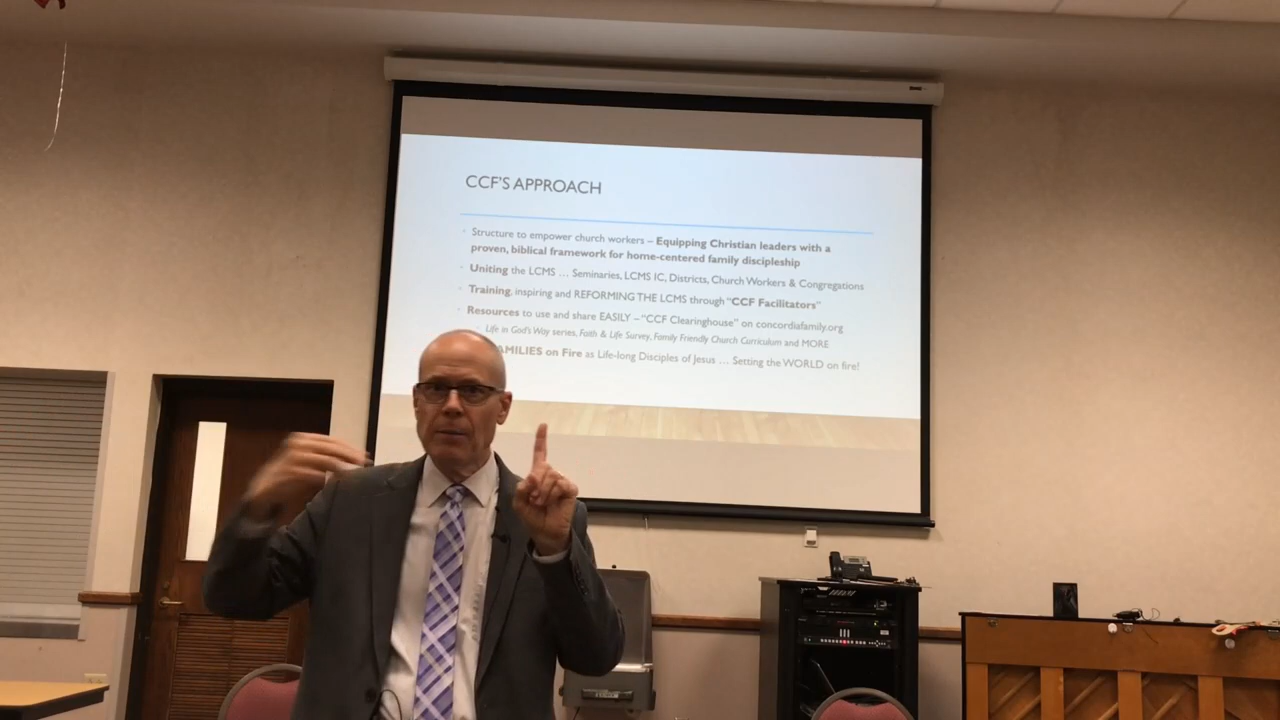 CCF'S APPROACH
Structure to empower church workers – Equipping Christian leaders with a
proven, biblical framework for home-centered family discipleship
Uniting the LCMS ... Seminaries, LCMS IC, Districts, Church Workers & Congregations
Training, inspiring and REFORMING THE LCMS through "CCF Facilitators"
Resources to use and share EASILY – "CCF Clearinghouse" on concordiafamily.org
Life in God's Way series, Faith & Life Survey, Family Friendly Church Curriculum and MORE
AMILIES on Fire as Life-long Disciples of Jesus ... Setting the WORLD on fire!